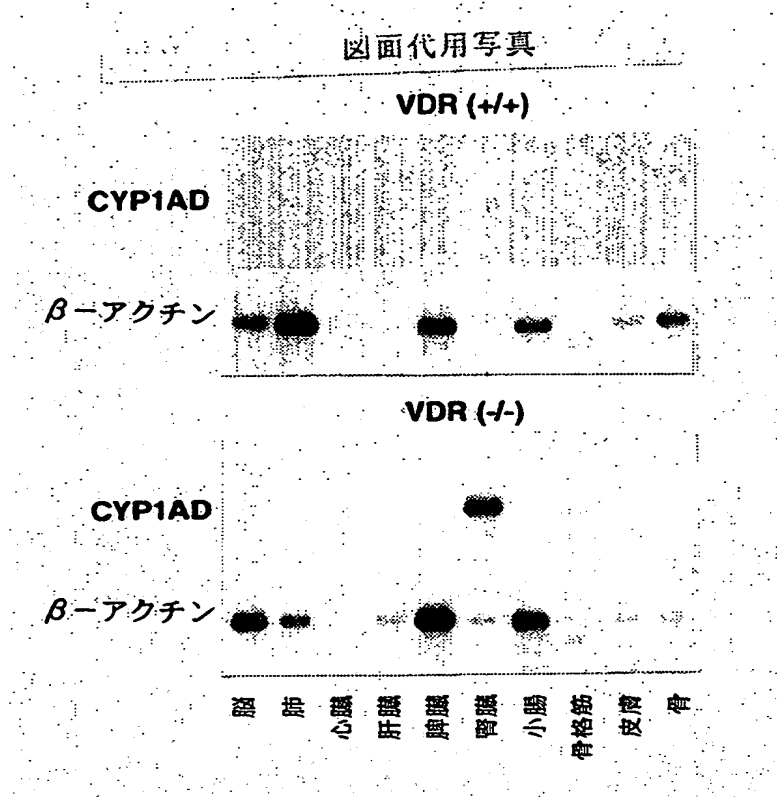 図面代用写真
VDR (+/+)
CYP1AD
β－アクチン
VDR (-/-)
CYP1AD
β－アクチン
脳 肺 心臓 肝臓 脾臓 腎臓 小腸 骨格筋 皮膚 骨